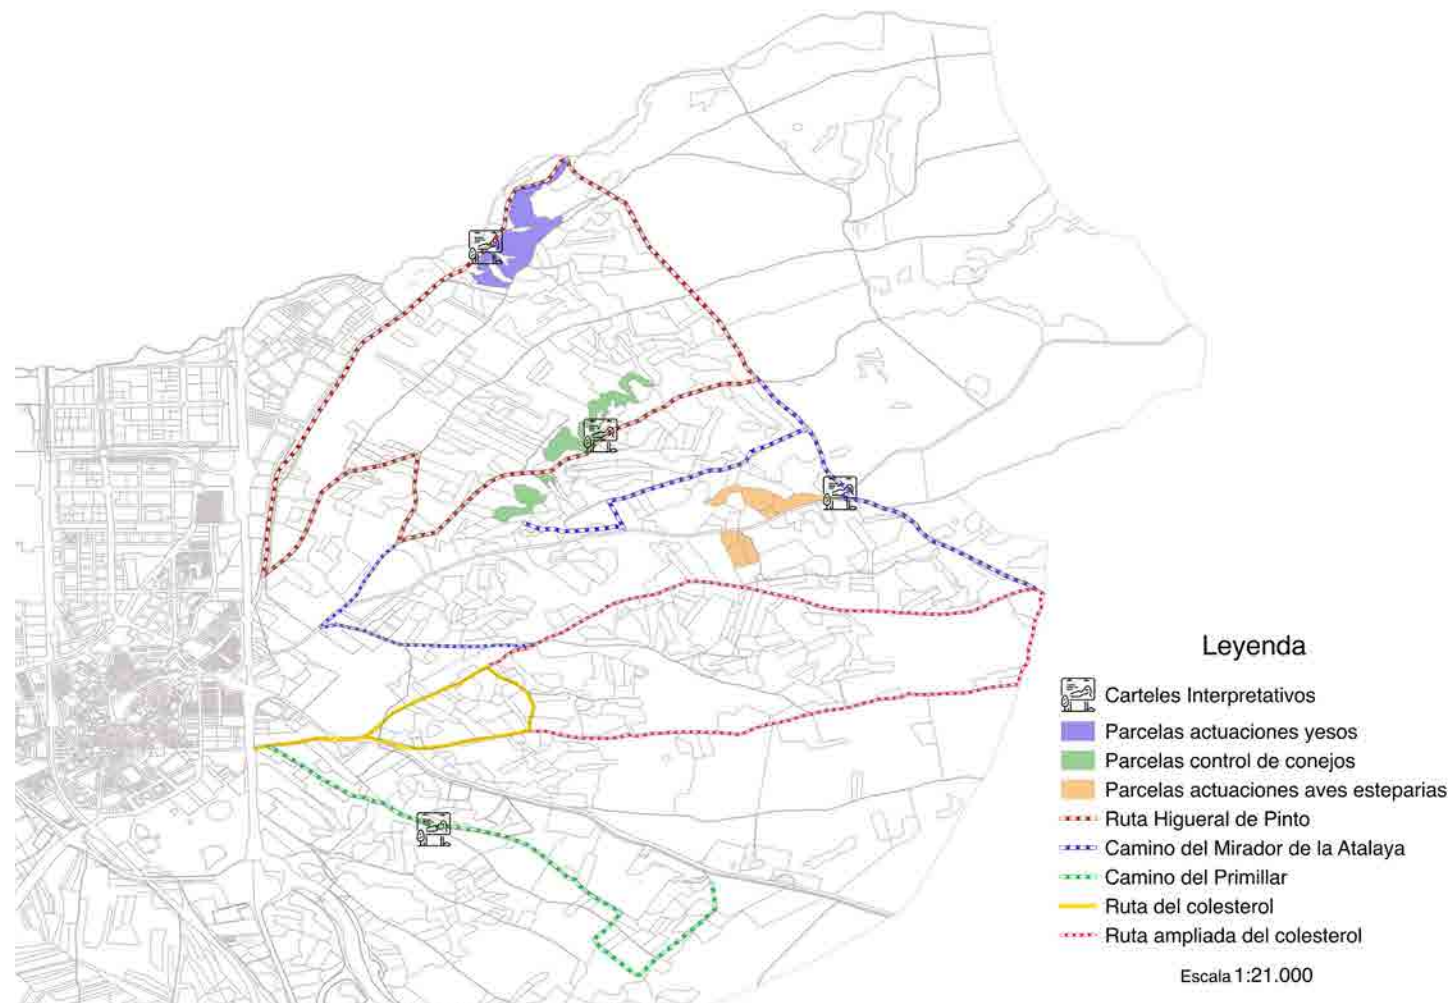 Leyenda
Carteles Interpretativos
Parcelas actuaciones yesos
Parcelas control de conejos
Parcelas actuaciones aves esteparias
Ruta Higueral de Pinto
Camino del Mirador de la Atalaya
Camino del Primillar
Ruta del colesterol
Ruta ampliada del colesterol
Escala 1:21.000